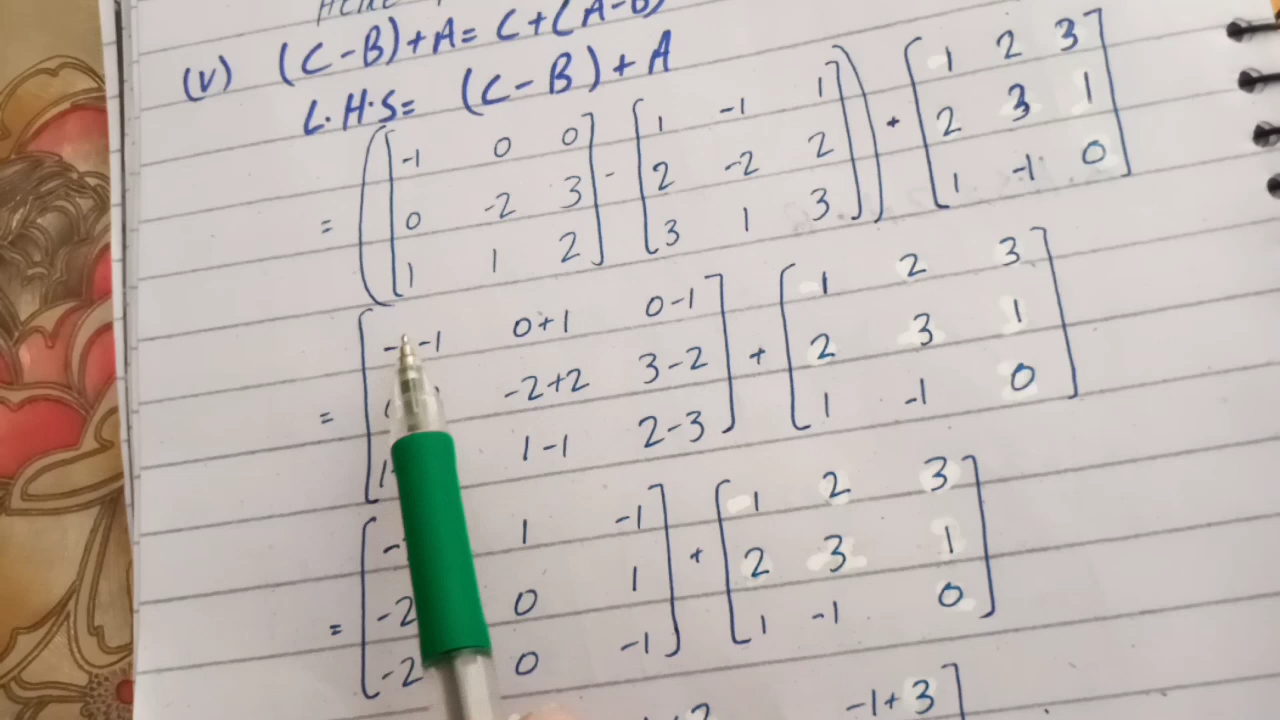 (v) (C-B)+A = C+(A-B)
L.H.S = (C-B)+A
= ([-1 0 0] - [1 -1 1]) + [1 2 3]
[0 -2 3] [2 -2 2] [2 3 1]
[1 1 2] [3 1 3] [1 -1 0]
= [-1 0+1 0-1] + [1 2 3]
[-2+2 3-2] [2 3 1]
[1-1 2-3] [1 -1 0]
= [1 -1] + [1 2 3]
[-2 0 1] [2 3 1]
[-2 0 -1] [1 -1 0]
-1+3]